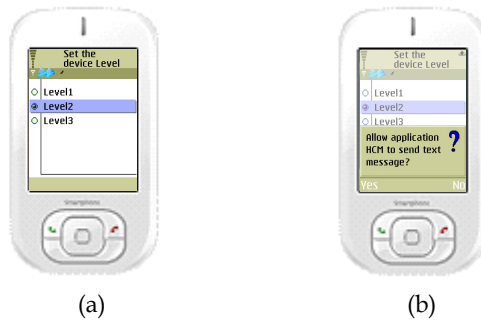 Set the
device Level
Level1
Level2
Level3
Smartphone
(a)
Set the
device Level
Level1
Level2
Level3
Allow application
HCM to send text
message?
?
Yes
No
Smartphone
(b)